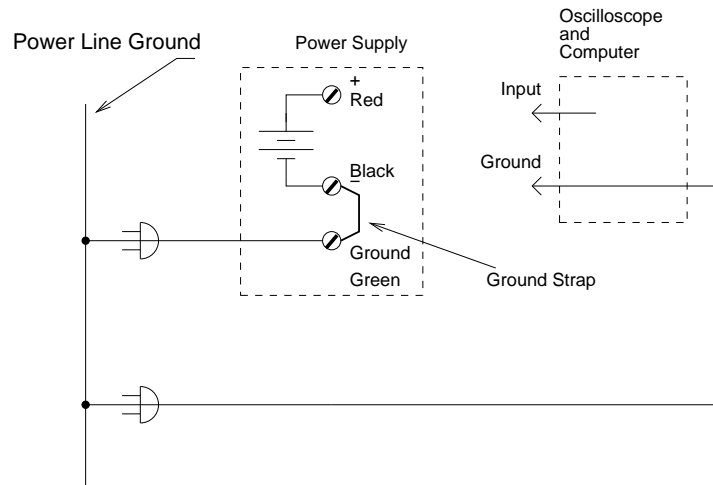 Power Line Ground
Power Supply
Oscilloscope
and
Computer
+
Red
Input
Black
−
Ground
Ground
Green
Ground Strap